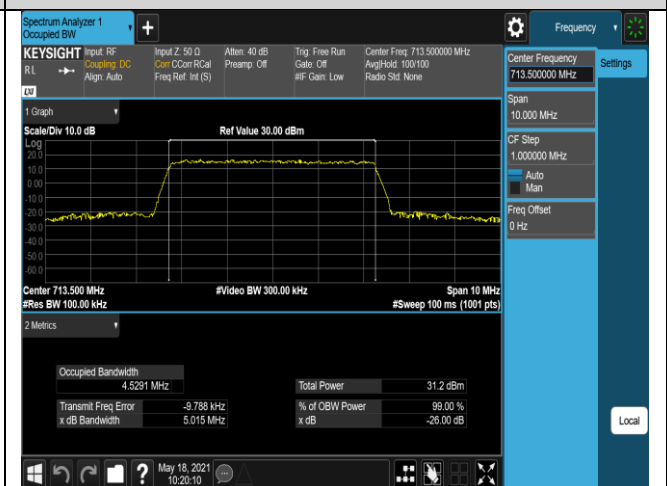 Spectrum Analyzer 1
Occupied BW
+
Frequency
KEYSIGHT
R L
LXI
Input: RF
Coupling: DC
Align: Auto
Input Z: 50 Ω
Corr CCorr RCal
Freq Ref: Int (S)
Atten: 40 dB
Preamp: Off
Trig: Free Run
Gate: Off
#IF Gain: Low
Center Freq: 713.500000 MHz
Avg|Hold: 100/100
Radio Std: None
Center Frequency
713.500000 MHz
Settings
Span
10.000 MHz
CF Step
1.000000 MHz
Auto
Man
Freq Offset
0 Hz
1 Graph
Scale/Div 10.0 dB
Ref Value 30.00 dBm
Log
20.0
10.0
0.00
-10.0
-20.0
-30.0
-40.0
-50.0
-60.0
Center 713.500 MHz
#Video BW 300.00 kHz
Span 10 MHz
#Res BW 100.00 kHz
#Sweep 100 ms (1001 pts)
2 Metrics
Occupied Bandwidth
4.5291 MHz
Total Power
31.2 dBm
Transmit Freq Error
-9.788 kHz
% of OBW Power
99.00 %
x dB Bandwidth
5.015 MHz
x dB
-26.00 dB
Local
?
May 18, 2021
10:20:10